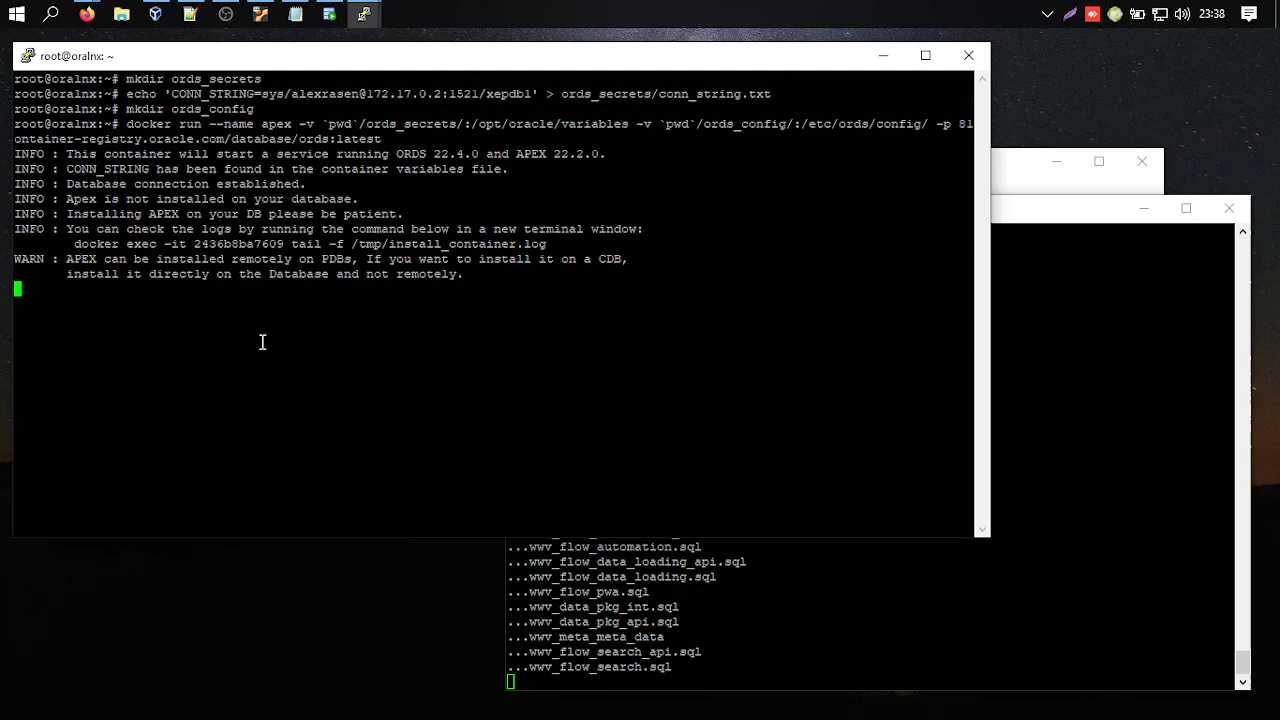 23:38
root@oralnx: ~
root@oralnx:~# mkdir ords_secrets
root@oralnx:~# echo 'CONN_STRING=sys/alexrasen@172.17.0.2:1521/xepdb1' > ords_secrets/conn_string.txt
root@oralnx:~# mkdir ords_config
root@oralnx:~# docker run --name apex -v `pwd`/ords_secrets/:/opt/oracle/variables -v `pwd`/ords_config/:/etc/ords/config/ -p 81
ontainer-registry.oracle.com/database/ords:latest
INFO : This container will start a service running ORDS 22.4.0 and APEX 22.2.0.
INFO : CONN_STRING has been found in the container variables file.
INFO : Database connection established.
INFO : Apex is not installed on your database.
INFO : Installing APEX on your DB please be patient.
INFO : You can check the logs by running the command below in a new terminal window:
docker exec -it 2436b8ba7609 tail -f /tmp/install_container.log
WARN : APEX can be installed remotely on PDBs, If you want to install it on a CDB,
install it directly on the Database and not remotely.
...wwv_flow_automation.sql
...wwv_flow_data_loading_api.sql
...wwv_flow_data_loading.sql
...wwv_flow_pwa.sql
...wwv_data_pkg_int.sql
...wwv_data_pkg_api.sql
...wwv_meta_meta_data
...wwv_flow_search_api.sql
...wwv_flow_search.sql